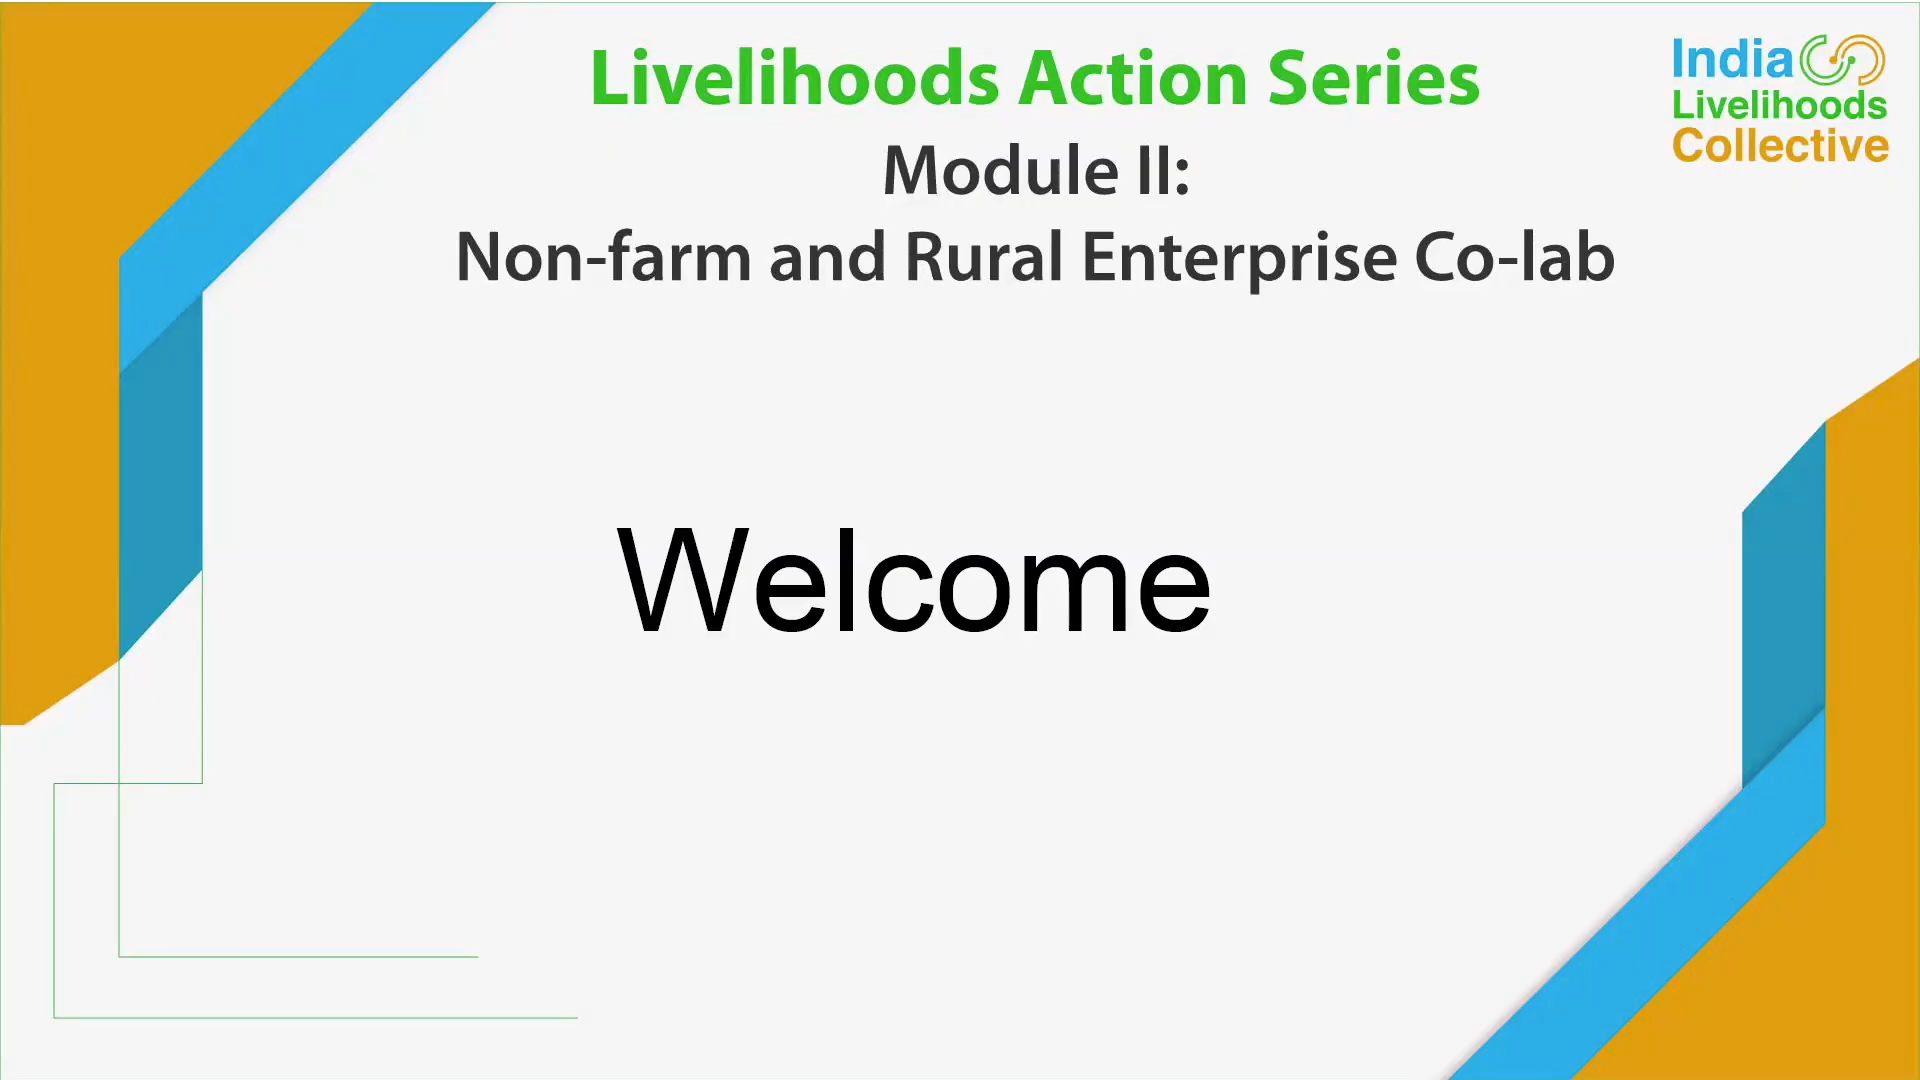 Livelihoods Action Series
Module II:
Non-farm and Rural Enterprise Co-lab
India
Livelihoods
Collective
Welcome